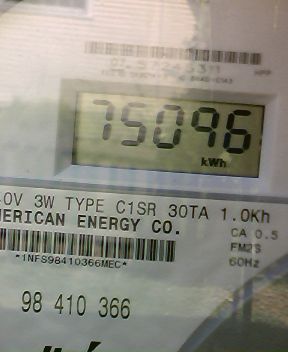 75096
kWh
0V 3W TYPE C1SR 30TA 1.0Kh
MERICAN ENERGY CO.
CA 0.5
FM2S
60Hz
*INFS98410366MEC*
98 410 366